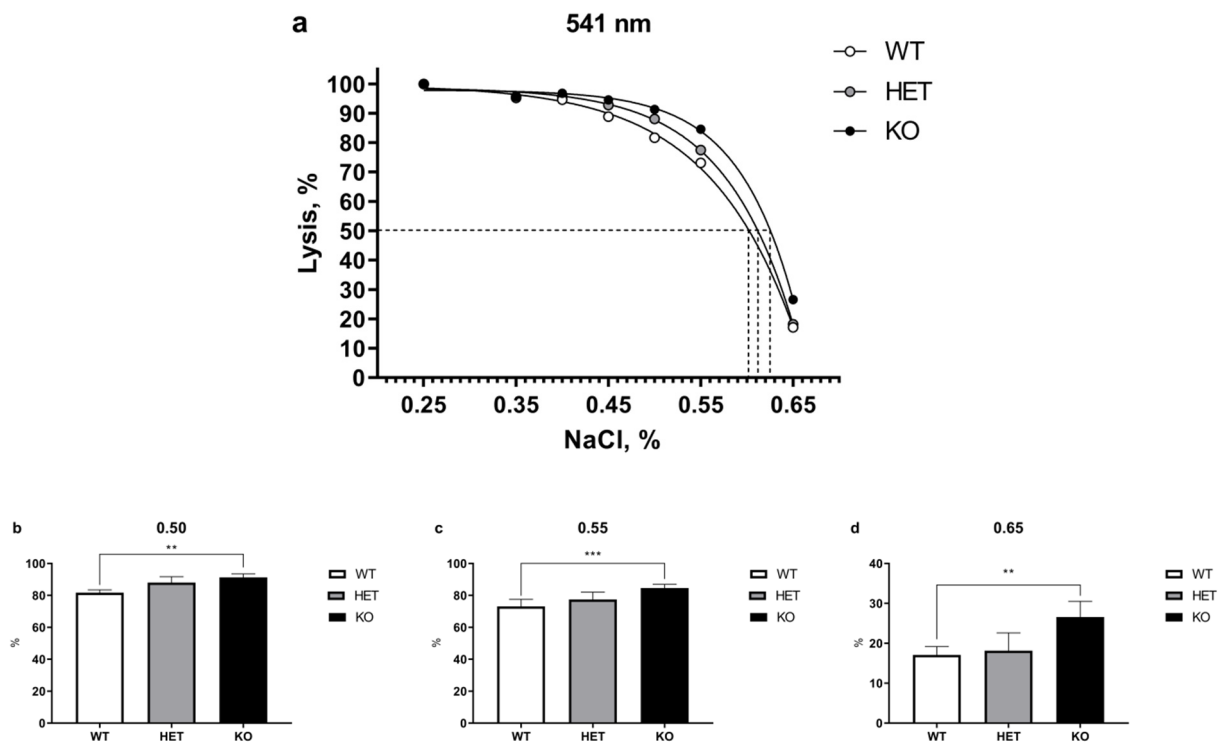 a
541 nm
WT
HET
KO
Lysis, %
100
90
80
70
60
50
40
30
20
10
0
0.25 0.35 0.45 0.55 0.65
NaCl, %
b
0.50
**
%
100
80
60
40
20
0
WT HET KO
WT
HET
KO
c
0.55
***
%
100
80
60
40
20
0
WT HET KO
WT
HET
KO
d
0.65
**
%
40
30
20
10
0
WT HET KO
WT
HET
KO